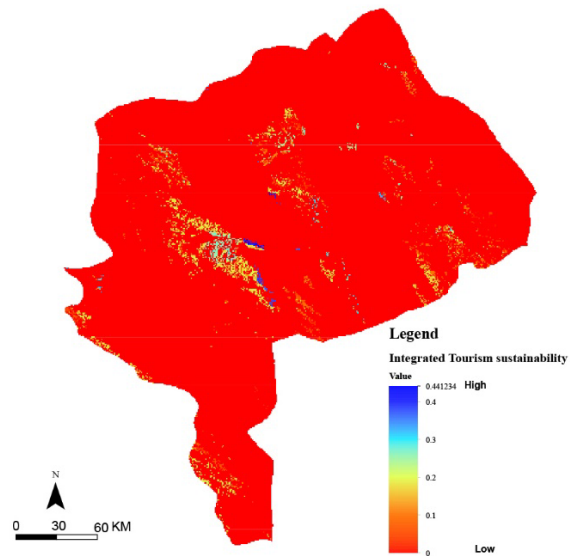 Legend
Integrated Tourism sustainability
Value
0.441234 High
0.4
0.3
0.2
0.1
0
Low
N
0 30 60 KM